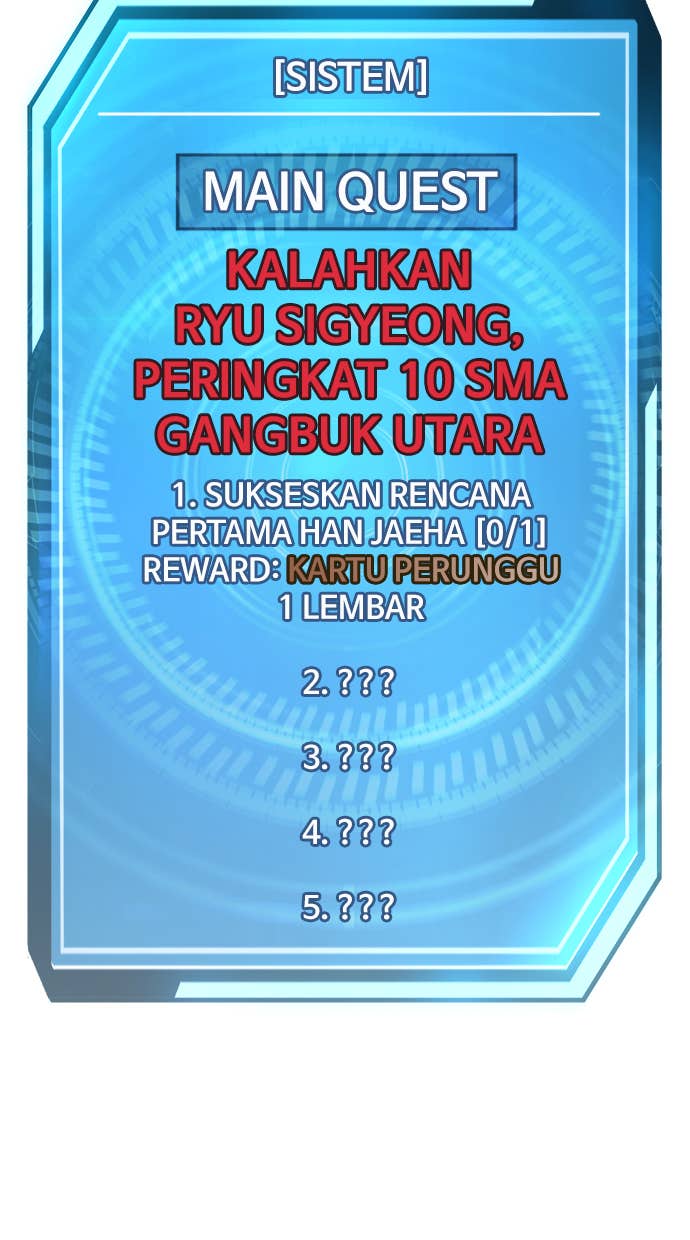 [SISTEM]
MAIN QUEST
KALAHKAN
RYU SIGYEONG,
PERINGKAT 10 SMA
GANGBUK UTARA
1. SUKSESKAN RENCANA
PERTAMA HAN JAEHA [0/1]
REWARD: KARTU PERUNGGU
1 LEMBAR
2. ???
3. ???
4. ???
5. ???